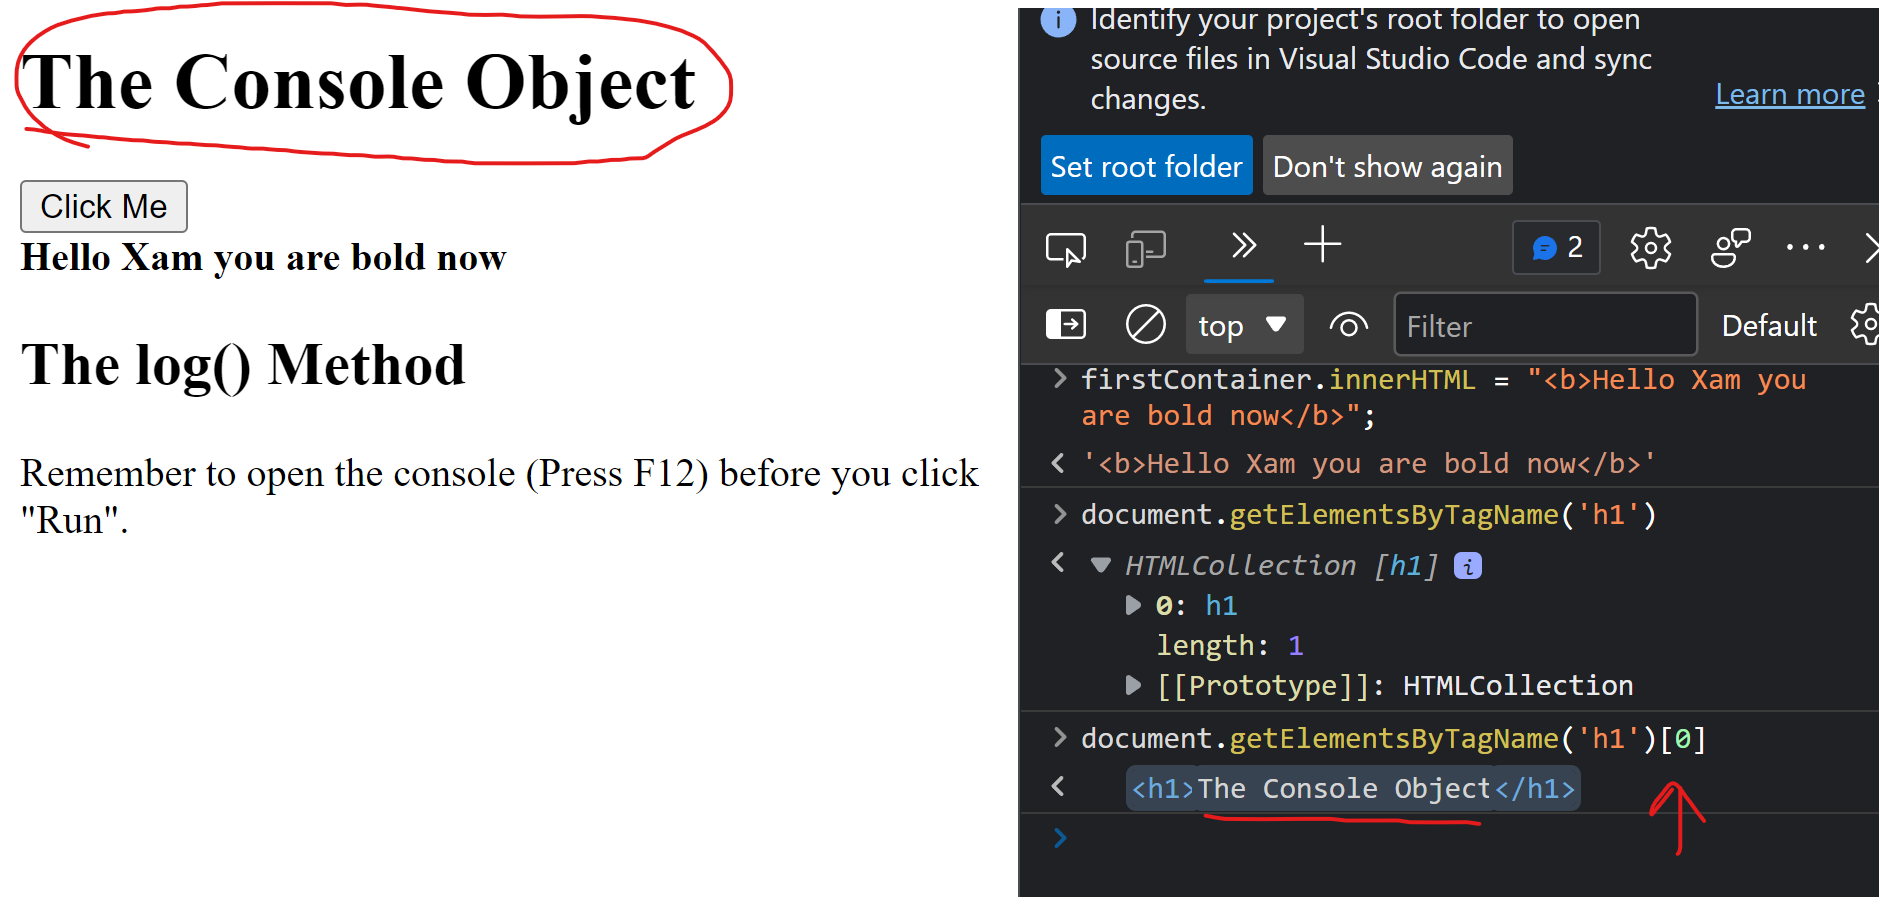 The Console Object
Click Me
Hello Xam you are bold now
The log() Method
Remember to open the console (Press F12) before you click
"Run".
Identify your project's root folder to open
source files in Visual Studio Code and sync
changes.
Learn more
Set root folder
Don't show again
2
top
Filter
Default
firstContainer.innerHTML = "<b>Hello Xam you
are bold now</b>";
'<b>Hello Xam you are bold now</b>'
document.getElementsByTagName('h1')
HTMLCollection [h1] i
0: h1
length: 1
[[Prototype]]: HTMLCollection
document.getElementsByTagName('h1')[0]
<h1>The Console Object</h1>